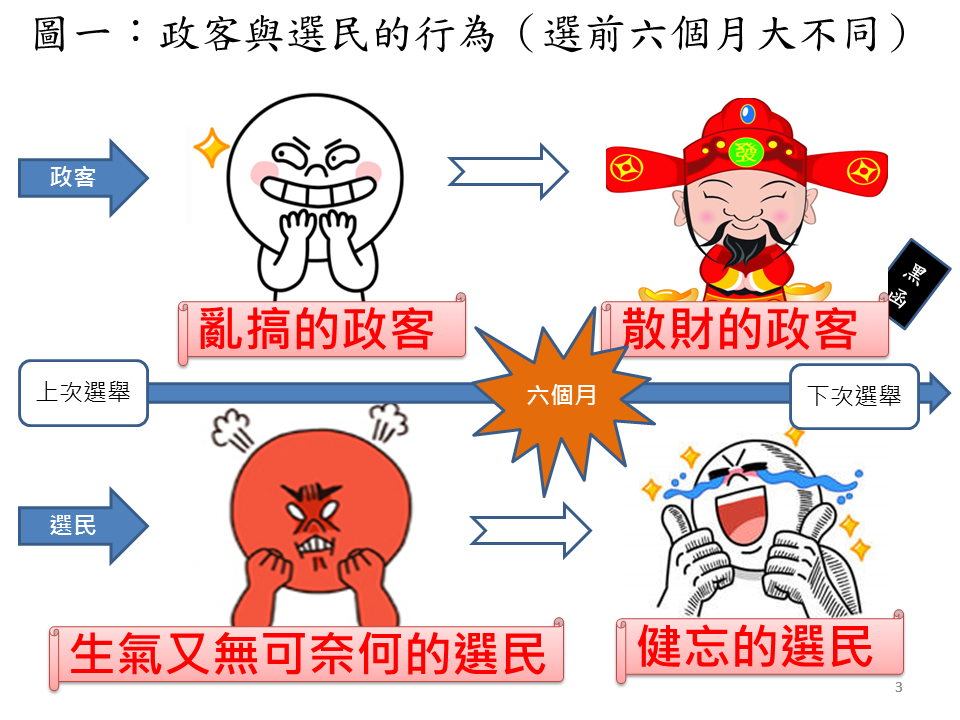 圖一：政客與選民的行為（選前六個月大不同）
政客
發
黑函
亂搞的政客
散財的政客
上次選舉
六個月
下次選舉
選民
生氣又無可奈何的選民
健忘的選民
3